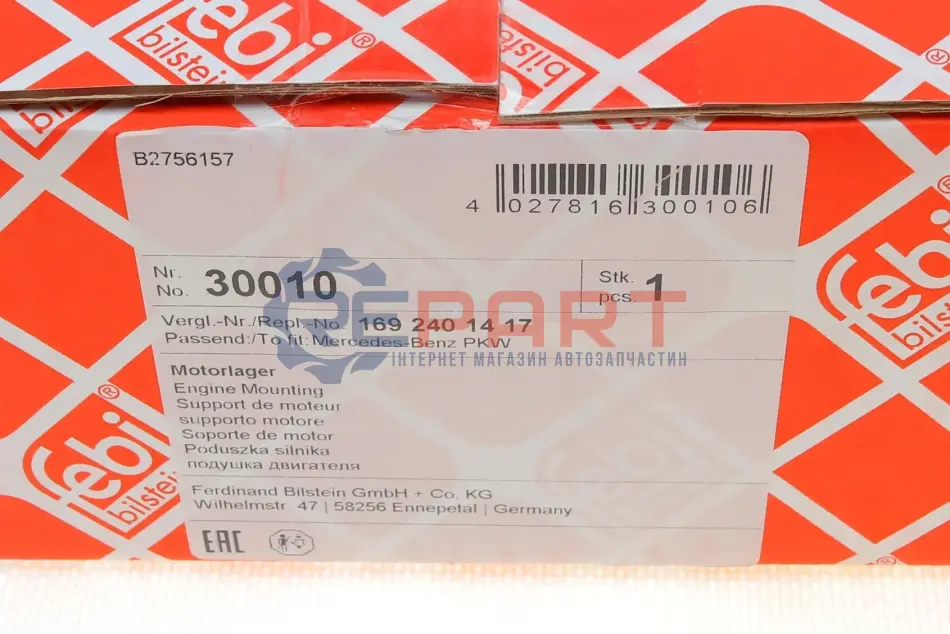 febi
bilstein
febi
bilstein
B2756157
4 027816 300106
Nr.
No. 30010
Stk.
pcs. 1
Vergl.-Nr./Repl.-No. 169 240 14 17
Passend:/To fit: Mercedes-Benz PKW
REPART
ІНТЕРНЕТ МАГАЗИН АВТОЗАПЧАСТИН
Motorlager
Engine Mounting
Support de moteur
supporto motore
Soporte de motor
Poduszka silnika
подушка двигателя
Ferdinand Bilstein GmbH + Co. KG
Wilhelmstr. 47 | 58256 Ennepetal | Germany
EAC
febi
bilstein
febi
bilstein